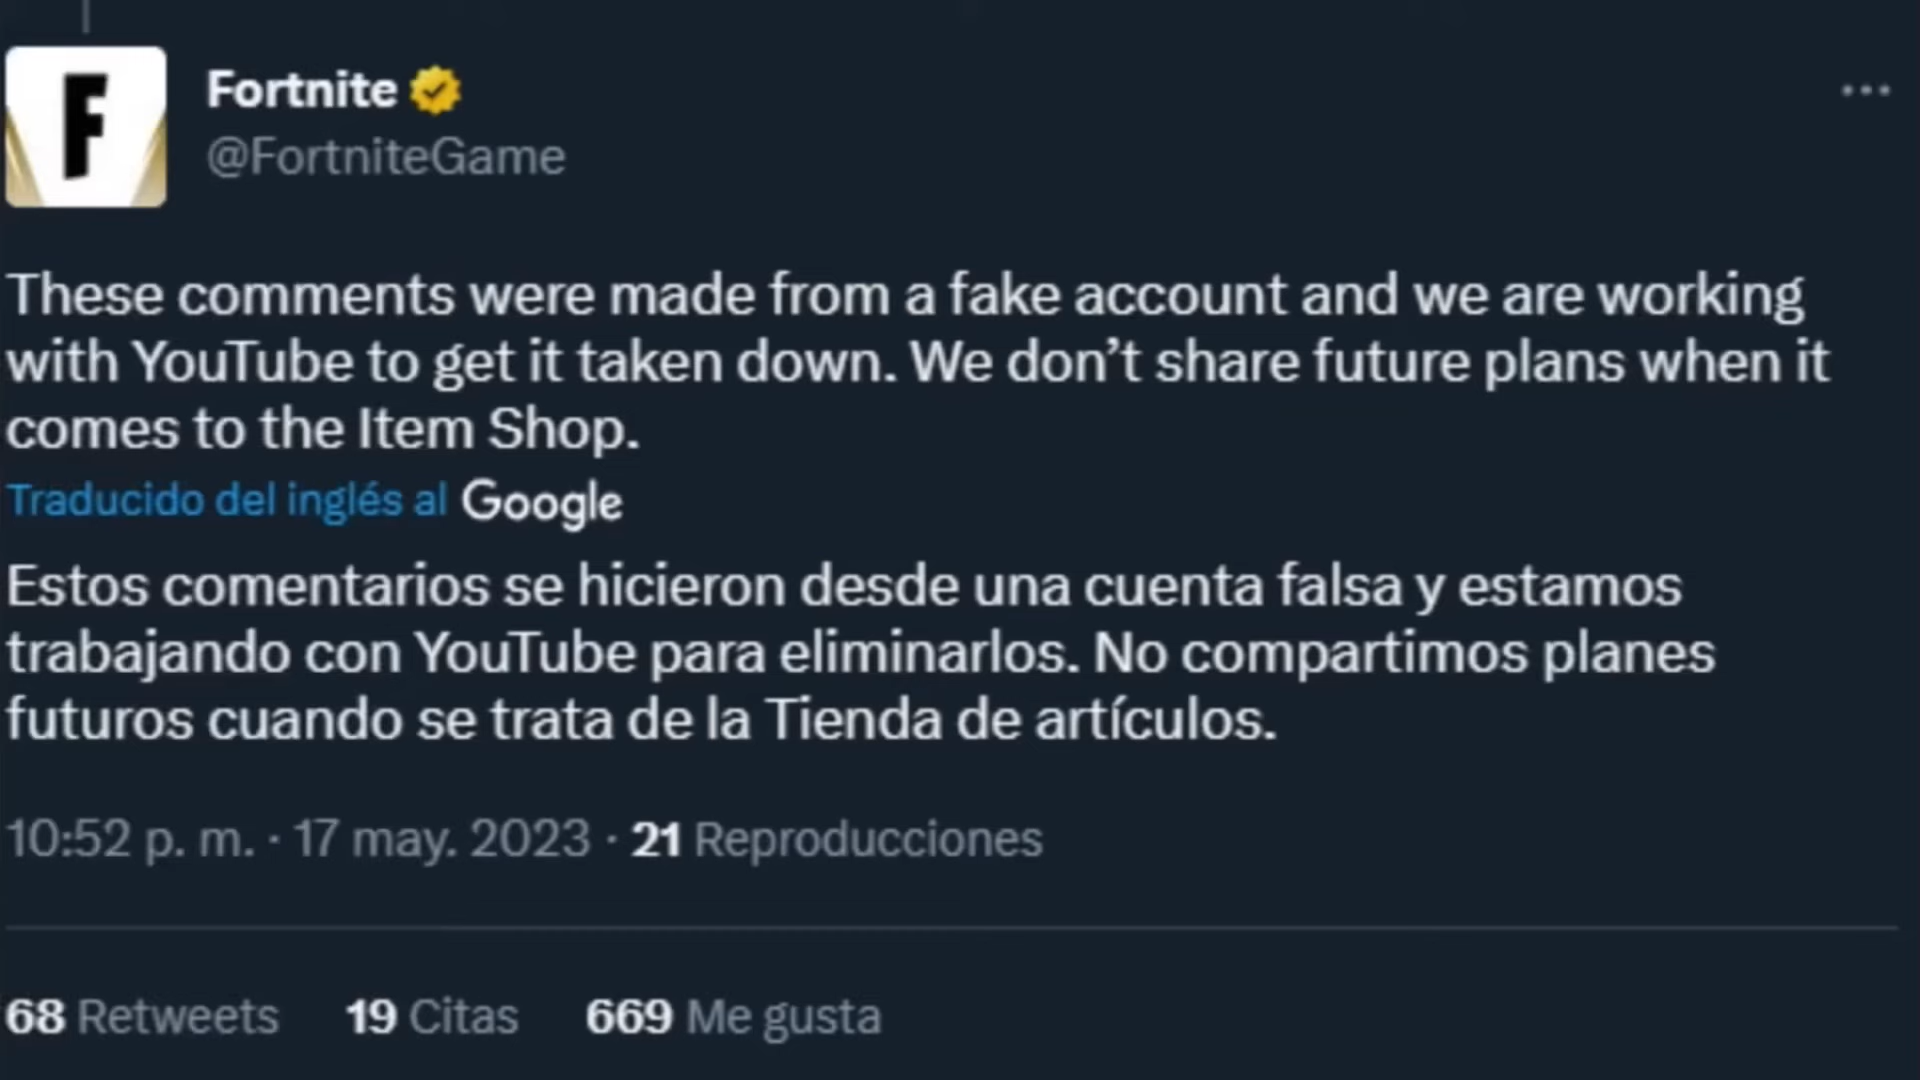 F
Fortnite
@FortniteGame
These comments were made from a fake account and we are working
with YouTube to get it taken down. We don’t share future plans when it
comes to the Item Shop.
Traducido del inglés al Google
Estos comentarios se hicieron desde una cuenta falsa y estamos
trabajando con YouTube para eliminarlos. No compartimos planes
futuros cuando se trata de la Tienda de artículos.
10:52 p. m. · 17 may. 2023 · 21 Reproducciones
68 Retweets 19 Citas 669 Me gusta